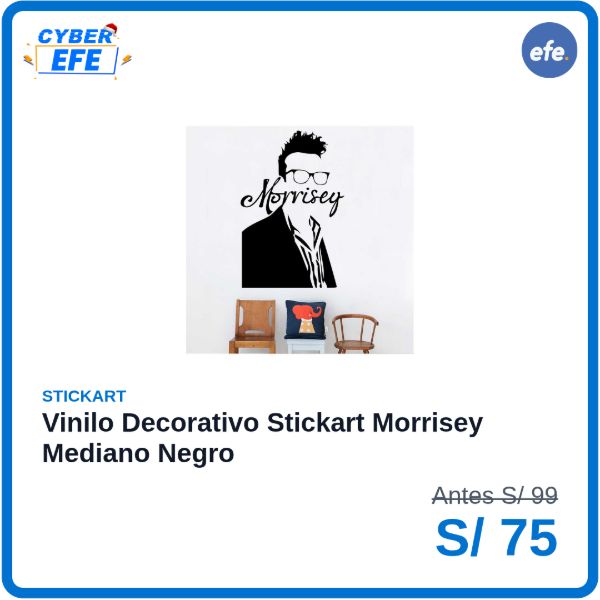 CYBER
EFE
efe.
Morrisey
STICKART
Vinilo Decorativo Stickart Morrisey
Mediano Negro
Antes S/ 99
S/ 75